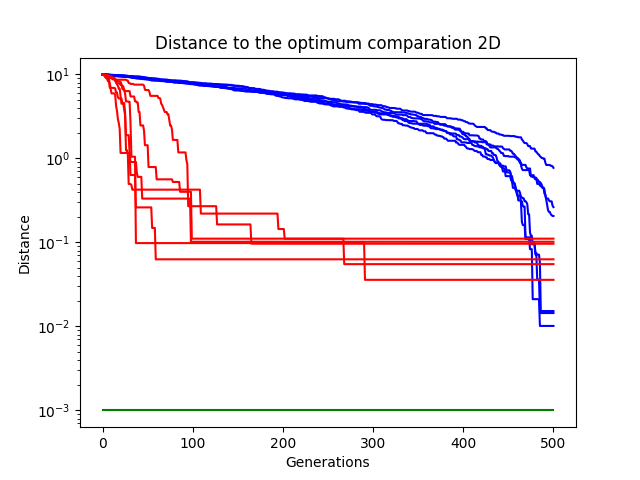 Distance to the optimum comparation 2D
Distance
10¹
10⁰
10⁻¹
10⁻²
10⁻³
0 100 200 300 400 500
Generations